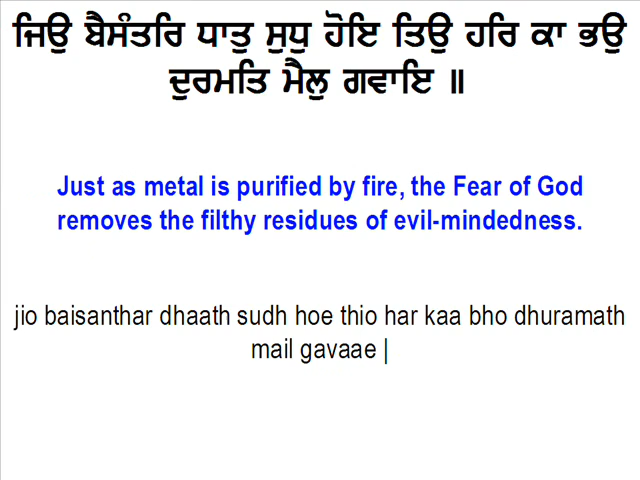 ਜਿਉ ਬੈਸੰਤਰਿ ਧਾਤੁ ਸੁਧੁ ਹੋਇ ਤਿਉ ਹਰਿ ਕਾ ਭਉ
ਦੁਰਮਤਿ ਮੈਲੁ ਗਵਾਇ ॥
Just as metal is purified by fire, the Fear of God
removes the filthy residues of evil-mindedness.
jio baisanthar dhaath sudh hoe thio har kaa bho dhuramath
mail gavaae |